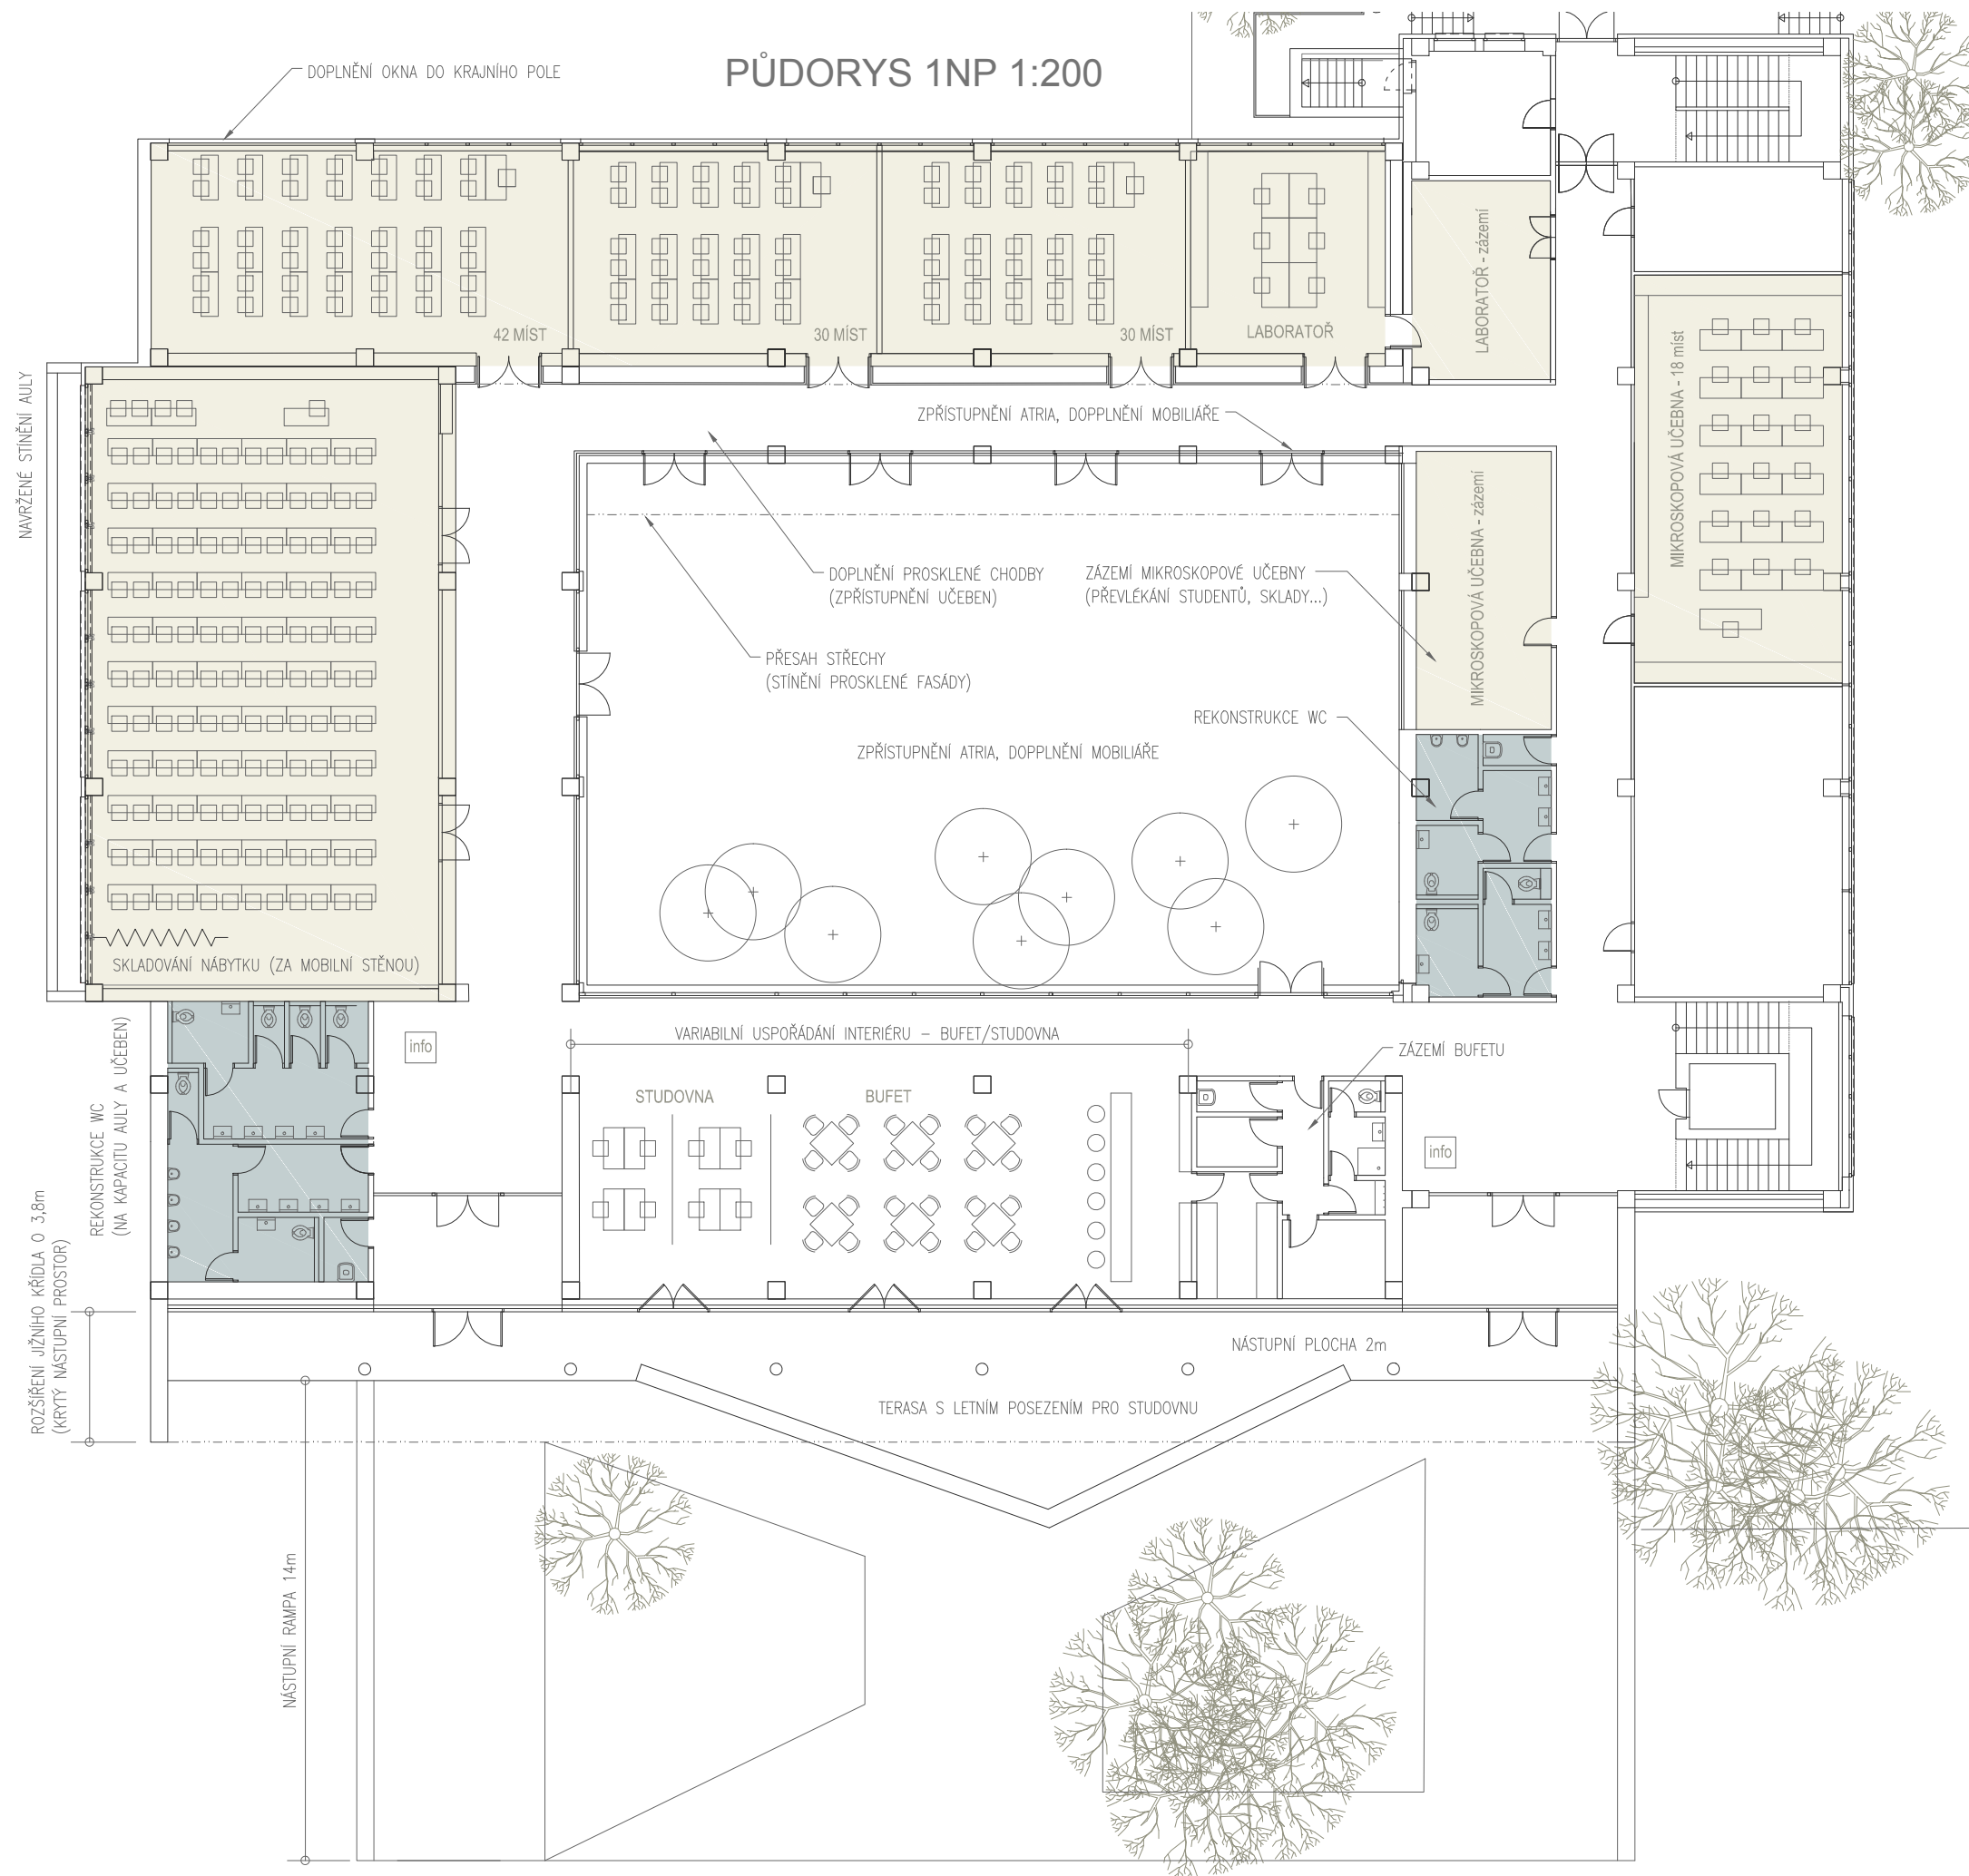 PŮDORYS 1NP 1:200
DOPLNĚNÍ OKNA DO KRAJNÍHO POLE
42 MÍST
30 MÍST
30 MÍST
LABORATOŘ
LABORATOŘ - zázemí
MIKROSKOPOVÁ UČEBNA - 18 míst
NAVRŽENÉ STÍNĚNÍ AULY
ZPŘÍSTUPNĚNÍ ATRIA, DOPPLNĚNÍ MOBILIÁŘE
DOPLNĚNÍ PROSKLENÉ CHODBY
(ZPŘÍSTUPNĚNÍ UČEBEN)
ZÁZEMÍ MIKROSKOPOVÉ UČEBNY
(PŘEVLÉKÁNÍ STUDENTŮ, SKLADY...)
MIKROSKOPOVÁ UČEBNA - zázemí
PŘESAH STŘECHY
(STÍNĚNÍ PROSKLENÉ FASÁDY)
REKONSTRUKCE WC
ZPŘÍSTUPNĚNÍ ATRIA, DOPPLNĚNÍ MOBILIÁŘE
SKLADOVÁNÍ NÁBYTKU (ZA MOBILNÍ STĚNOU)
REKONSTRUKCE WC
(NA KAPACITU AULY A UČEBEN)
info
VARIABILNÍ USPOŘÁDÁNÍ INTERIÉRU – BUFET/STUDOVNA
ZÁZEMÍ BUFETU
STUDOVNA
BUFET
info
ROZŠÍŘENÍ JIŽNÍHO KŘÍDLA O 3,8m
(KRYTÝ NÁSTUPNÍ PROSTOR)
NÁSTUPNÍ PLOCHA 2m
TERASA S LETNÍM POSEZENÍM PRO STUDOVNU
NÁSTUPNÍ RAMPA 14m